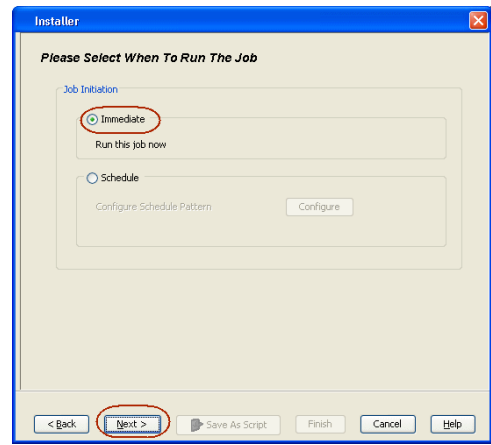 Installer
Please Select When To Run The Job
Job Initiation
Immediate
Run this job now
Schedule
Configure Schedule Pattern
Configure
< Back
Next >
Save As Script
Finish
Cancel
Help